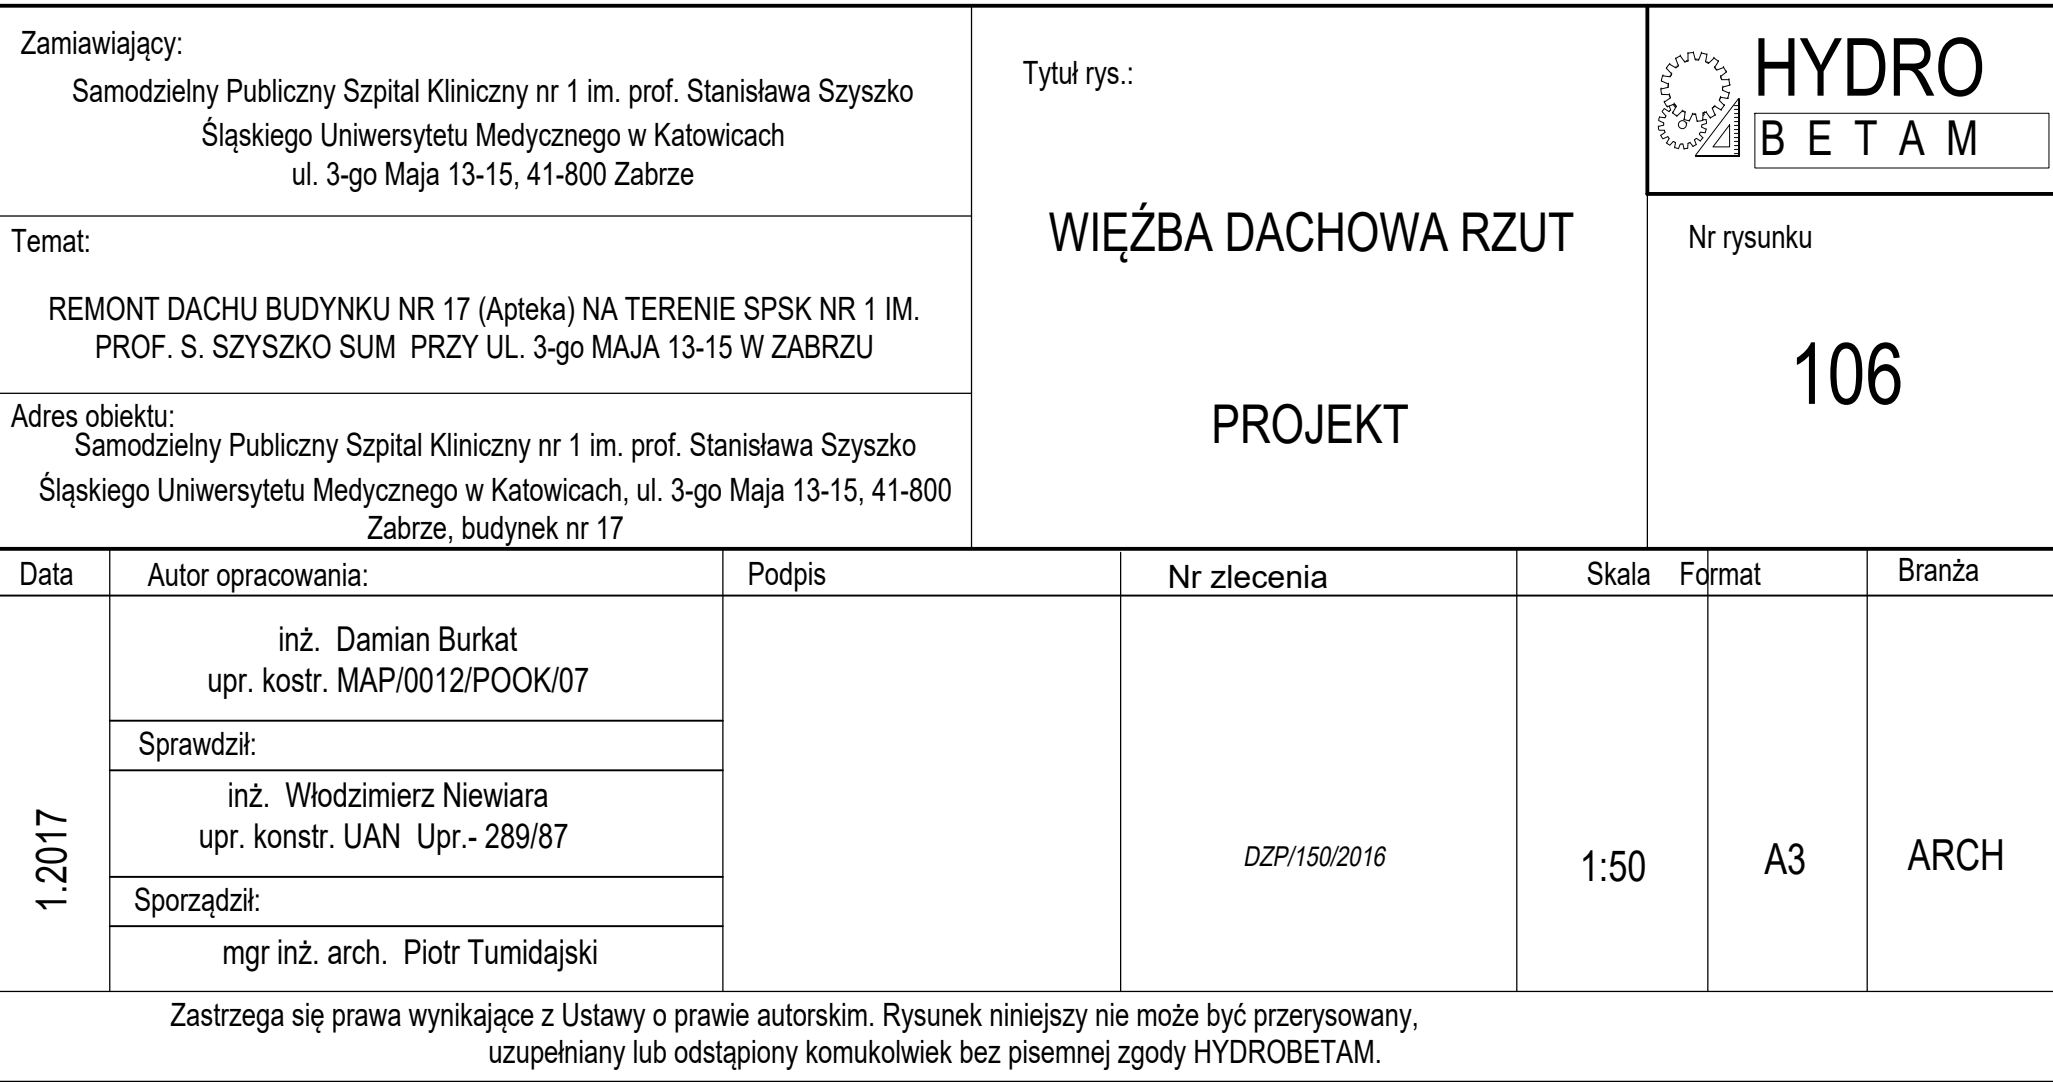 Zamiawiający:
Samodzielny Publiczny Szpital Kliniczny nr 1 im. prof. Stanisława Szyszko
Śląskiego Uniwersytetu Medycznego w Katowicach
ul. 3-go Maja 13-15, 41-800 Zabrze
Temat:
REMONT DACHU BUDYNKU NR 17 (Apteka) NA TERENIE SPSK NR 1 IM.
PROF. S. SZYSZKO SUM PRZY UL. 3-go MAJA 13-15 W ZABRZU
Adres obiektu:
Samodzielny Publiczny Szpital Kliniczny nr 1 im. prof. Stanisława Szyszko
Śląskiego Uniwersytetu Medycznego w Katowicach, ul. 3-go Maja 13-15, 41-800
Zabrze, budynek nr 17
Tytuł rys.:
WIĘŹBA DACHOWA RZUT
PROJEKT
HYDRO
BETAM
Nr rysunku
106
Data
Autor opracowania:
Podpis
Nr zlecenia
Skala
Format
Branża
1.2017
inż. Damian Burkat
upr. kostr. MAP/0012/POOK/07
Sprawdził:
inż. Włodzimierz Niewiara
upr. konstr. UAN Upr.- 289/87
Sporządził:
mgr inż. arch. Piotr Tumidajski
DZP/150/2016
1:50
A3
ARCH
Zastrzega się prawa wynikające z Ustawy o prawie autorskim. Rysunek niniejszy nie może być przerysowany,
uzupełniany lub odstąpiony komukolwiek bez pisemnej zgody HYDROBETAM.